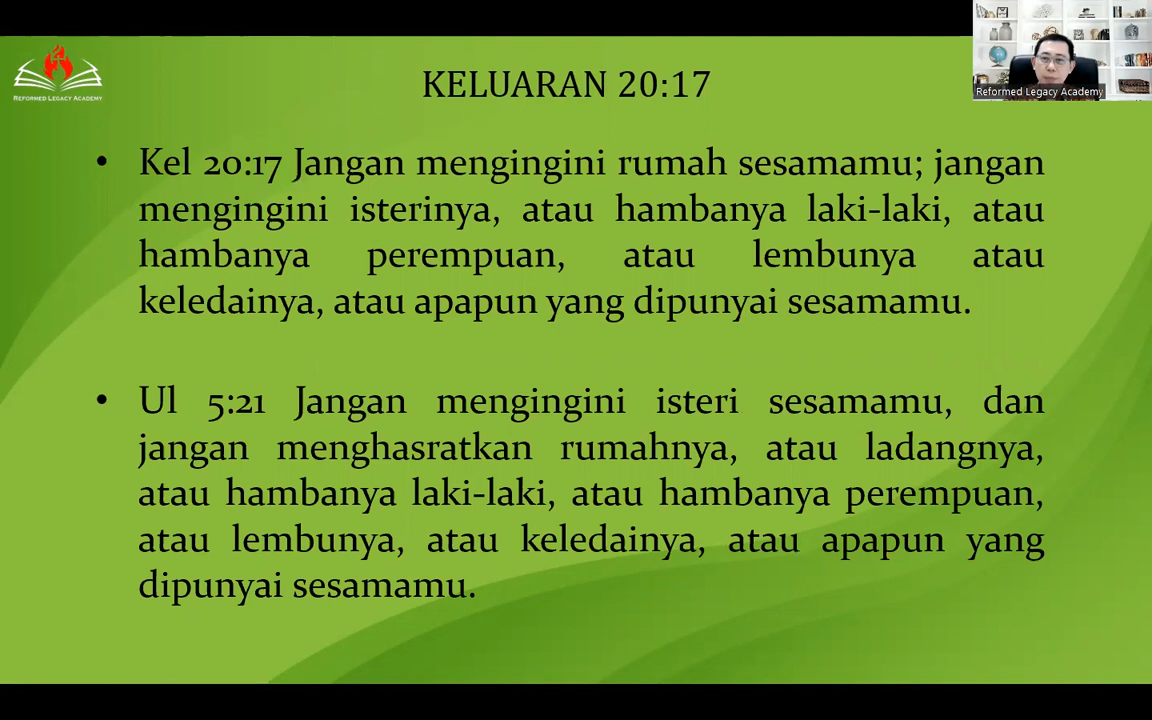 REFORMED LEGACY ACADEMY
KELUARAN 20:17
Reformed Legacy Academy
• Kel 20:17 Jangan mengingini rumah sesamamu; jangan
mengingini isterinya, atau hambanya laki-laki, atau
hambanya perempuan, atau lembunya atau
keledainya, atau apapun yang dipunyai sesamamu.
• Ul 5:21 Jangan mengingini isteri sesamamu, dan
jangan menghasratkan rumahnya, atau ladangnya,
atau hambanya laki-laki, atau hambanya perempuan,
atau lembunya, atau keledainya, atau apapun yang
dipunyai sesamamu.